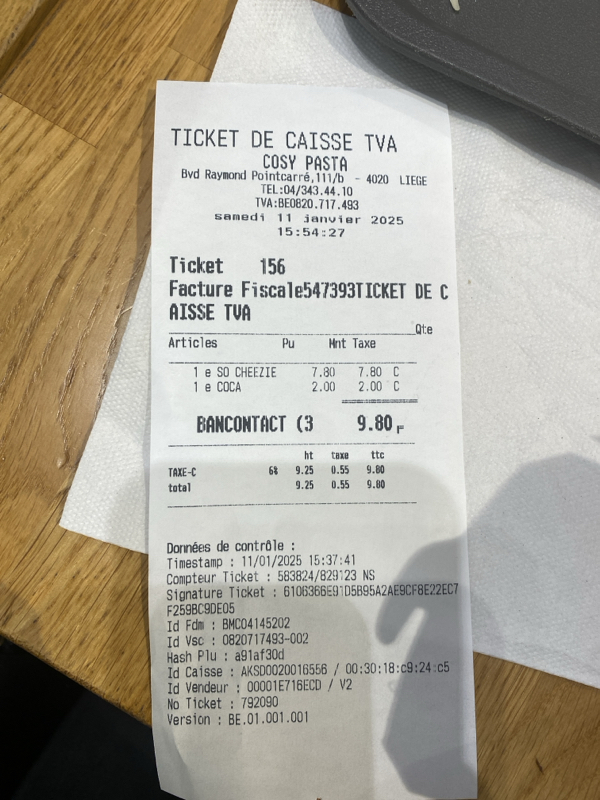 TICKET DE CAISSE TVA
COSY PASTA
Bvd Raymond Pointcarré,111/b - 4020 LIEGE
TEL:04/343.44.10
TVA:BE0820.717.493
samedi 11 janvier 2025
15:54:27
Ticket 156
Facture Fiscale547393TICKET DE C
AISSE TVA
Qte
Articles Pu Mnt Taxe
1 e SO CHEEZIE 7.80 7.80 C
1 e COCA 2.00 2.00 C
BANCONTACT (3 9.80
ht taxe ttc
TAXE-C 6% 9.25 0.55 9.80
total 9.25 0.55 9.80
Données de contrôle :
Timestamp : 11/01/2025 15:37:41
Compteur Ticket : 583824/829123 NS
Signature Ticket : 6106366E91D5B95A2AE9CF8E22EC7
F259BC9DE05
Id Fdm : BMC04145202
Id Vsc : 0820717493-002
Hash Plu : a91af30d
Id Caisse : AKSD0020016556 / 00:30:18:c9:24:c5
Id Vendeur : 00001E716ECD / V2
No Ticket : 792090
Version : BE.01.001.001